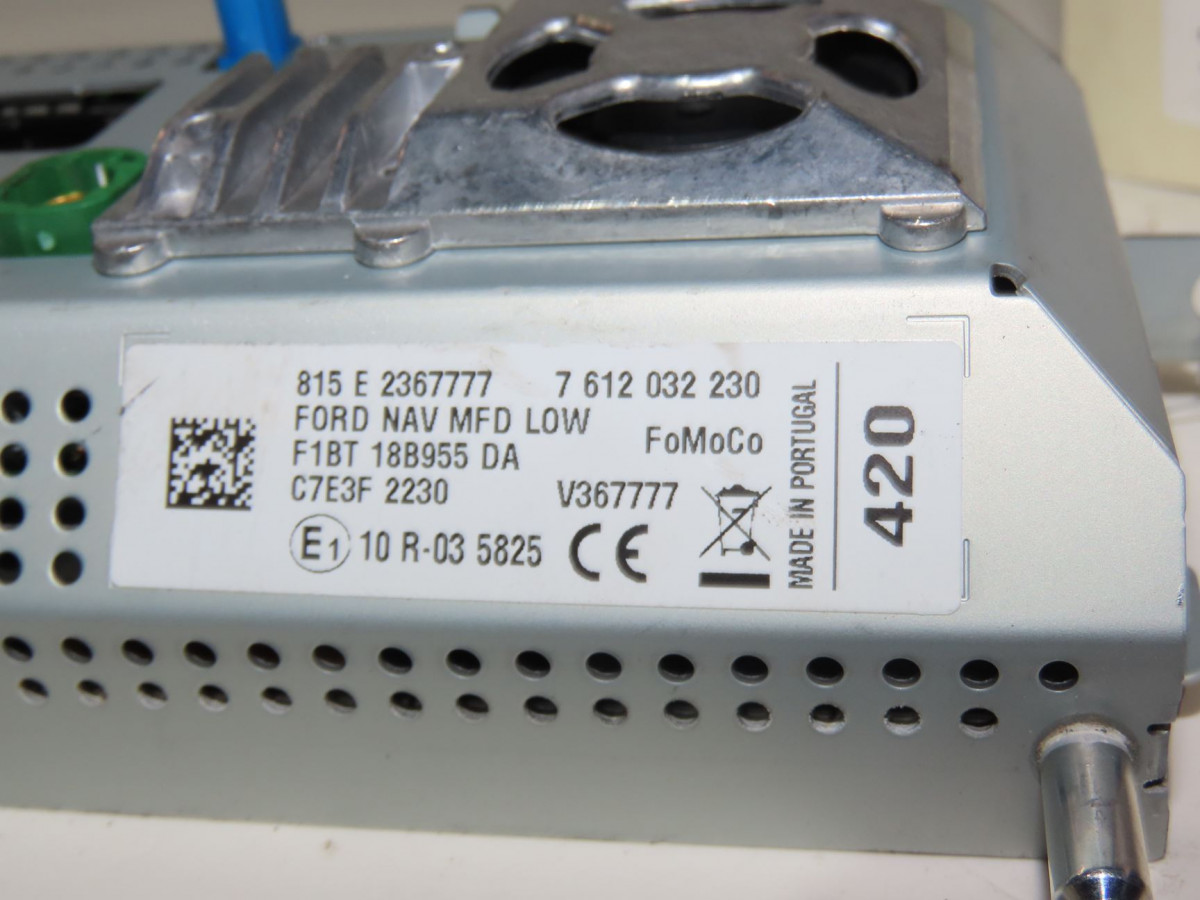 815 E 2367777 7 612 032 230
FORD NAV MFD LOW
FoMoCo
F1BT 18B955 DA
C7E3F 2230 V367777
E1 10 R-03 5825 CE
MADE IN PORTUGAL
420